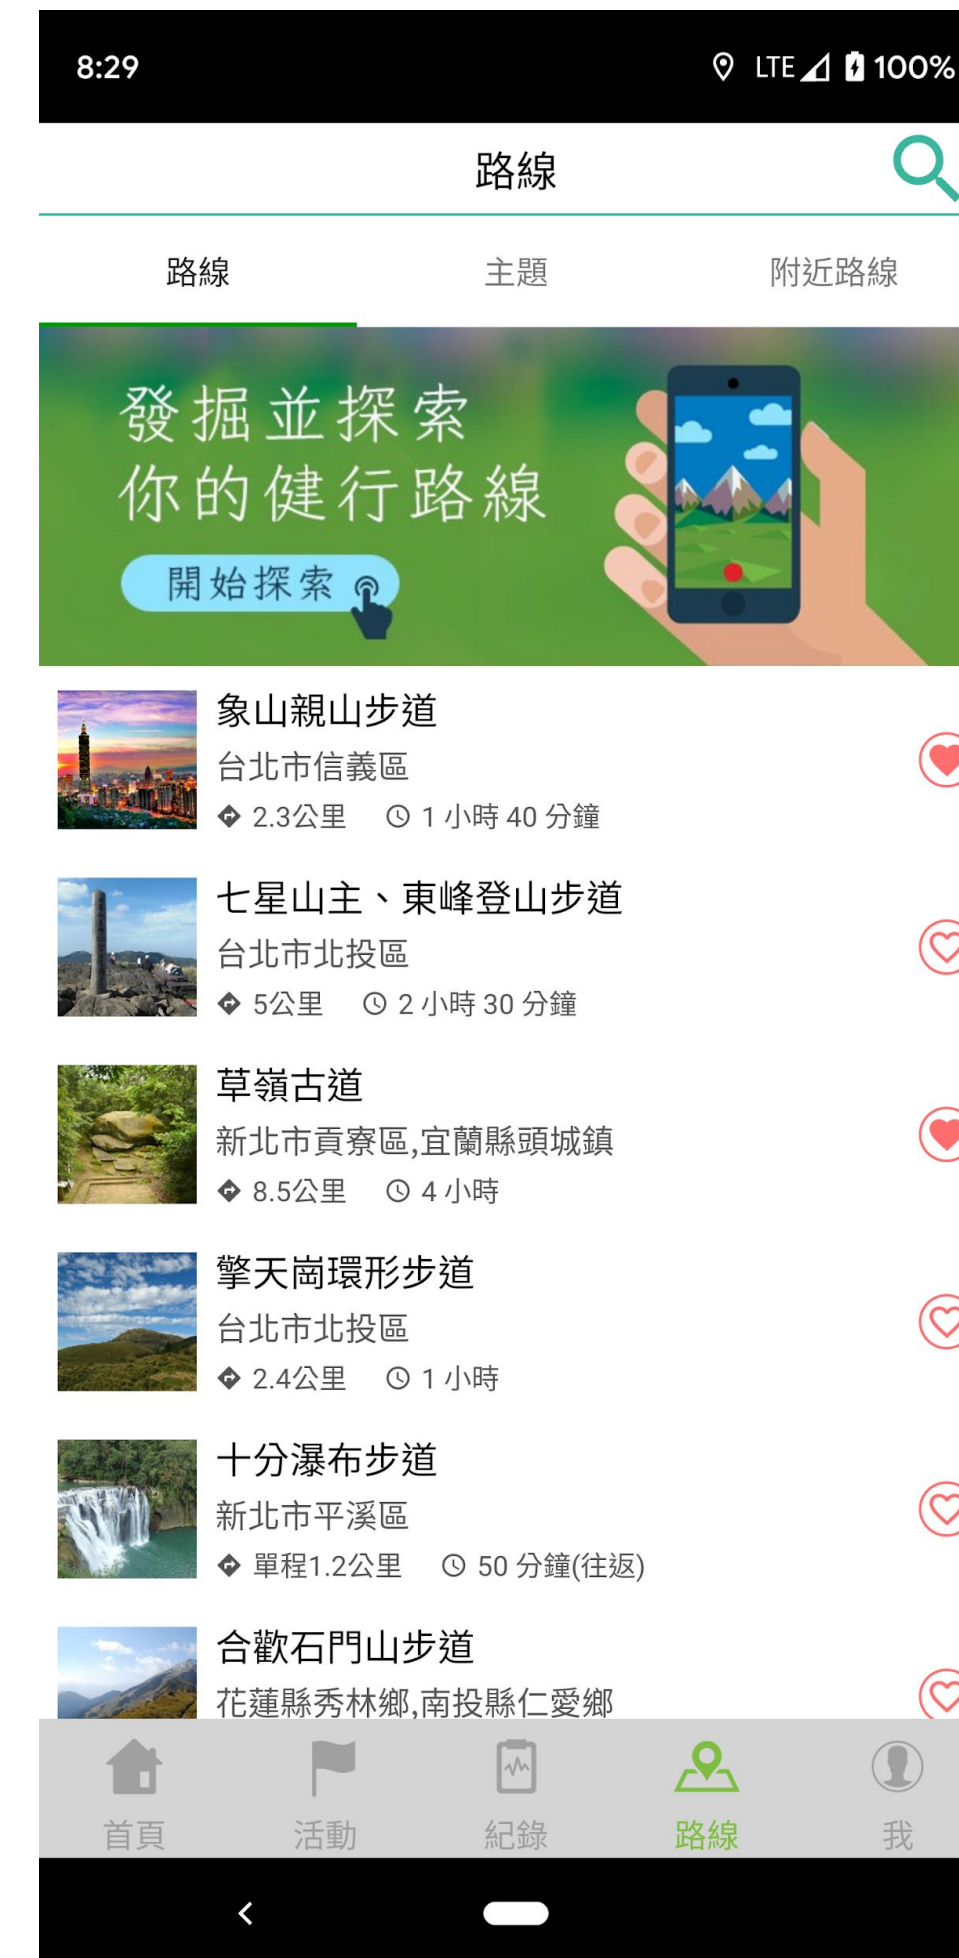 8:29 LTE 100%
路線
路線 主題 附近路線
發掘並探索
你的健行路線
開始探索
象山親山步道
台北市信義區
2.3公里 1 小時 40 分鐘
七星山主、東峰登山步道
台北市北投區
5公里 2 小時 30 分鐘
草嶺古道
新北市貢寮區,宜蘭縣頭城鎮
8.5公里 4 小時
擎天崗環形步道
台北市北投區
2.4公里 1 小時
十分瀑布步道
新北市平溪區
單程1.2公里 50 分鐘(往返)
合歡石門山步道
花蓮縣秀林鄉,南投縣仁愛鄉
首頁 活動 紀錄 路線 我